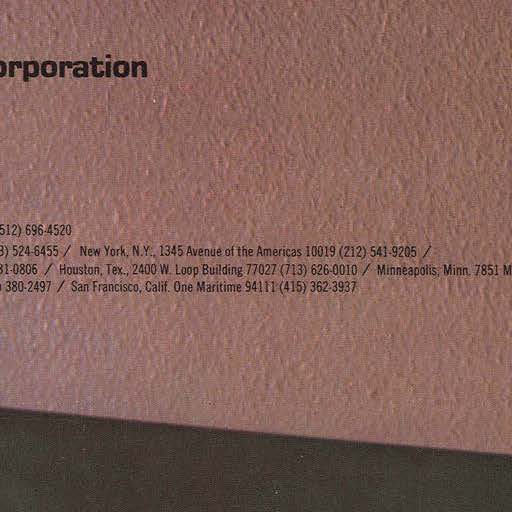 orporation
512) 696-4520
3) 524-6455 / New York, N.Y., 1345 Avenue of the Americas 10019 (212) 541-9205 /
31-0806 / Houston, Tex., 2400 W. Loop Building 77027 (713) 626-0010 / Minneapolis, Minn. 7851 M
380-2497 / San Francisco, Calif. One Maritime 94111 (415) 362-3937